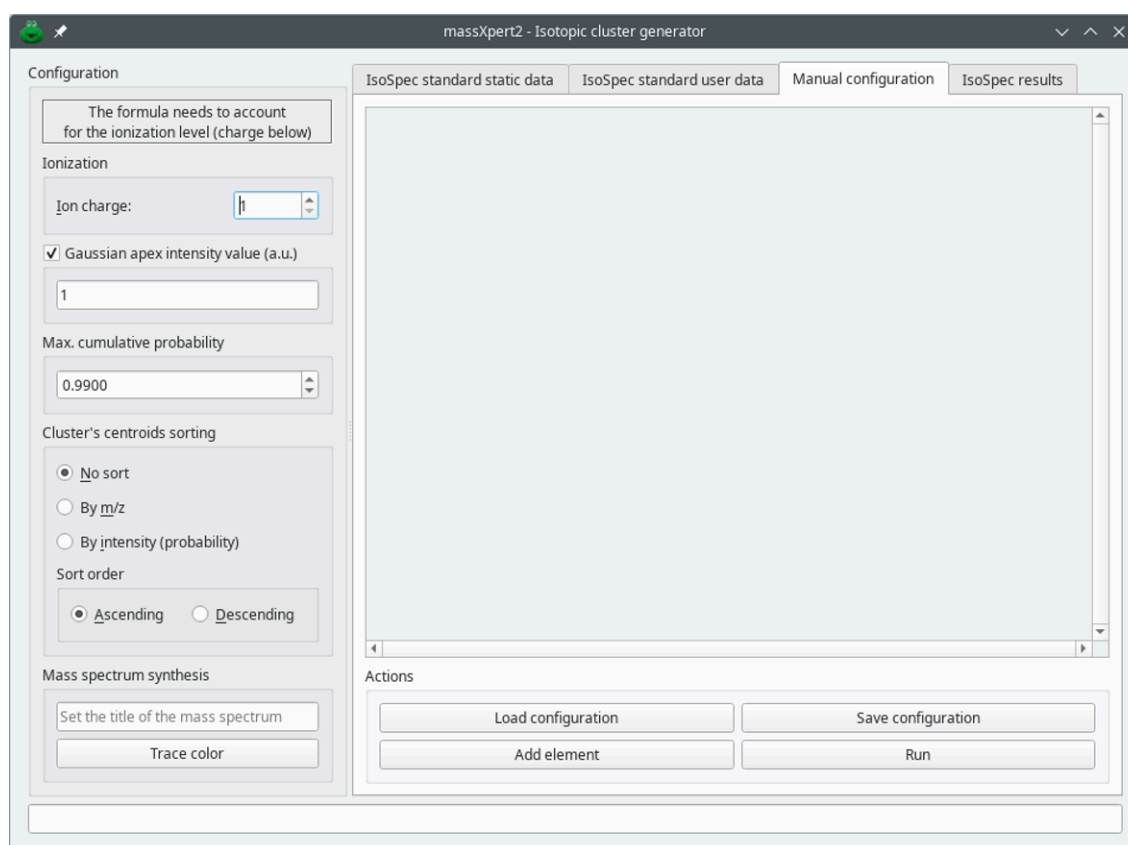 massXpert2 - Isotopic cluster generator
Configuration
The formula needs to account
for the ionization level (charge below)
Ionization
Ion charge:
1
Gaussian apex intensity value (a.u.)
1
Max. cumulative probability
0.9900
Cluster's centroids sorting
No sort
By m/z
By intensity (probability)
Sort order
Ascending
Descending
Mass spectrum synthesis
Set the title of the mass spectrum
Trace color
IsoSpec standard static data
IsoSpec standard user data
Manual configuration
IsoSpec results
Actions
Load configuration
Save configuration
Add element
Run